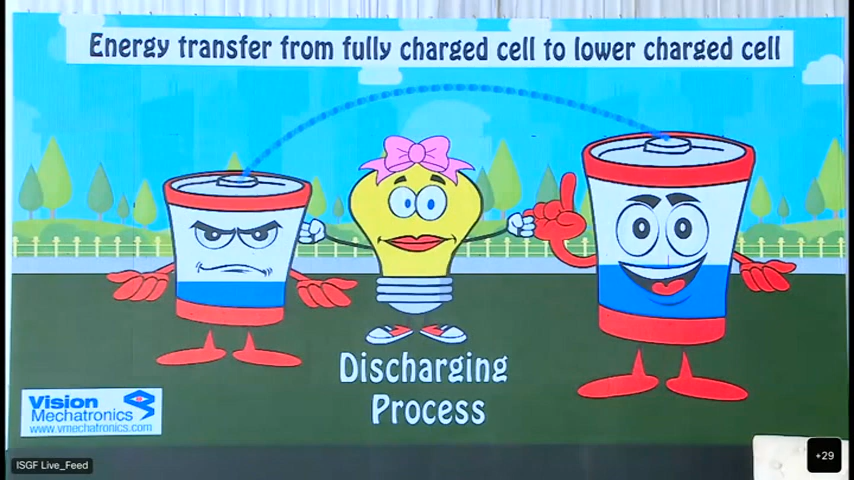 Energy transfer from fully charged cell to lower charged cell
Discharging
Process
Vision
Mechatronics
www.vmechatronics.com
ISGF Live_Feed
+29